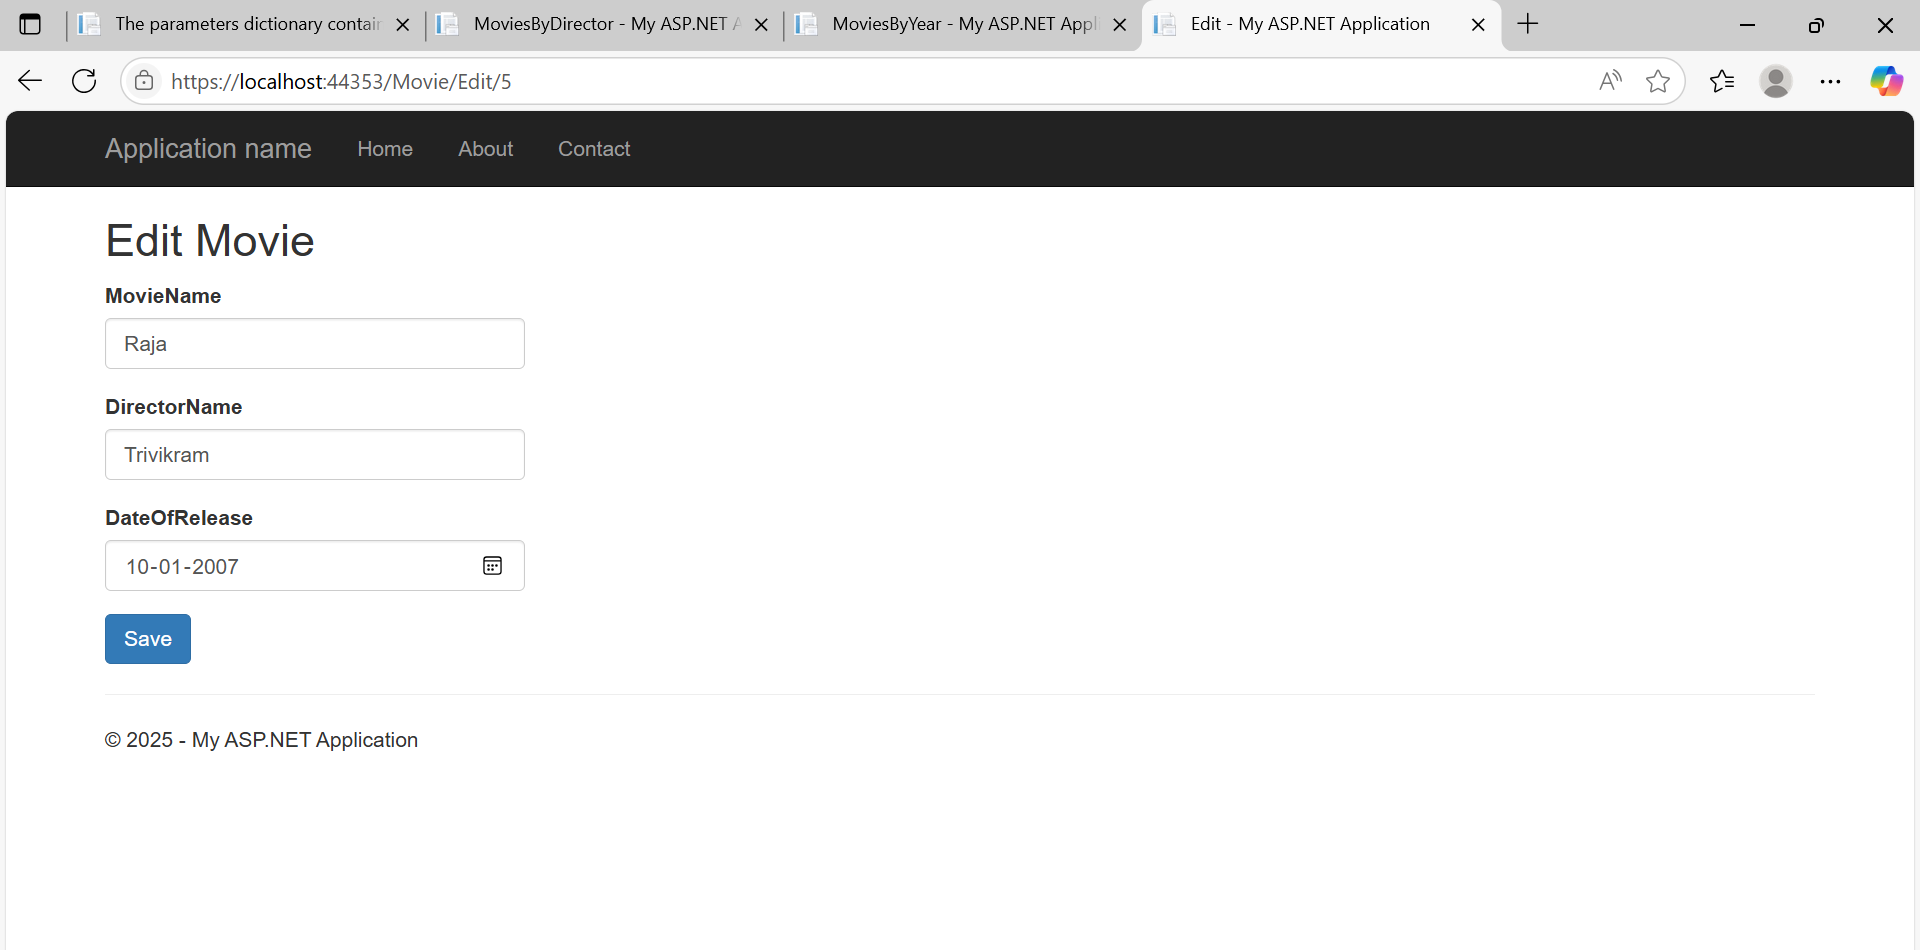 The parameters dictionary contain
MoviesByDirector - My ASP.NET A
MoviesByYear - My ASP.NET Appli
Edit - My ASP.NET Application
https://localhost:44353/Movie/Edit/5
Application name Home About Contact
Edit Movie
MovieName
Raja
DirectorName
Trivikram
DateOfRelease
10-01-2007
Save
© 2025 - My ASP.NET Application